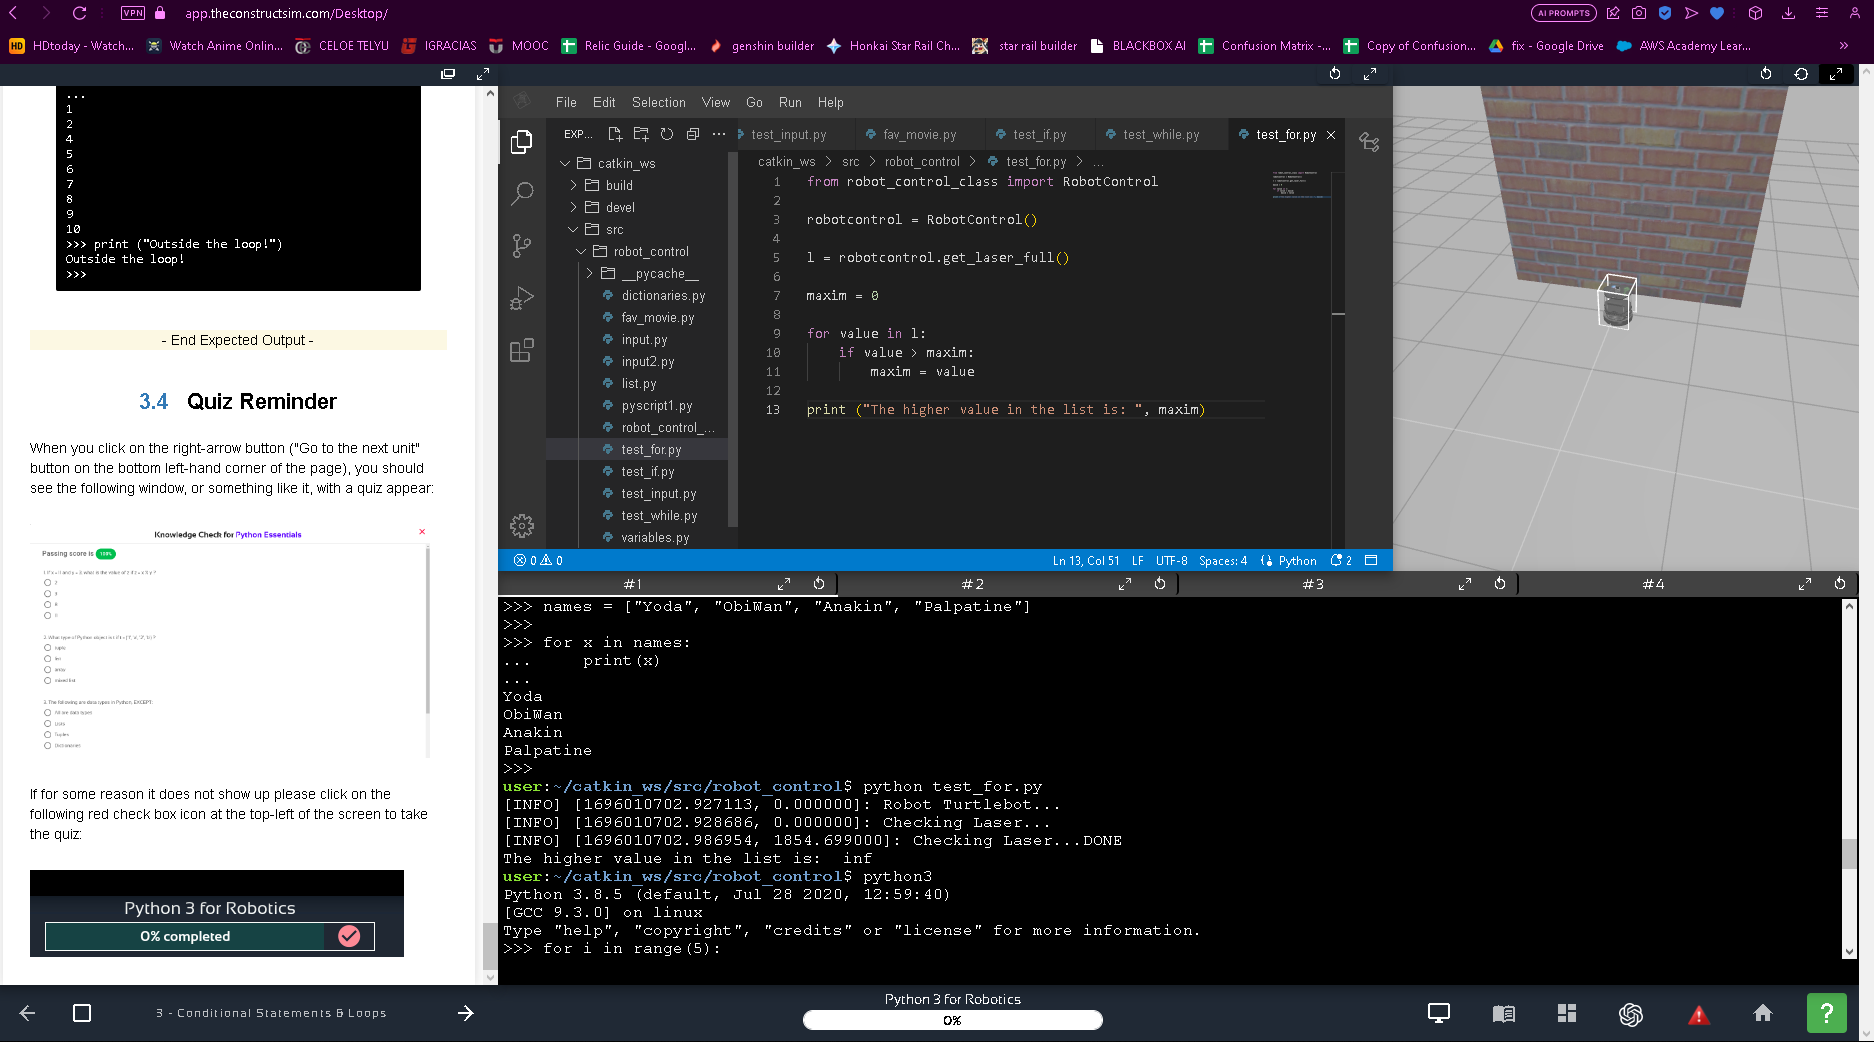 VPN
app.theconstructsim.com/Desktop/
AI PROMPTS
HD HDtoday - Watch...
Watch Anime Onlin...
CELOE TELYU
IGRACIAS
MOOC
Relic Guide - Googl...
genshin builder
Honkai Star Rail Ch...
star rail builder
BLACKBOX AI
Confusion Matrix -...
Copy of Confusion...
fix - Google Drive
AWS Academy Lear...
»
...
1
2
4
5
6
7
8
9
10
>>> print ("Outside the loop!")
Outside the loop!
>>>
- End Expected Output -
3.4 Quiz Reminder
When you click on the right-arrow button ("Go to the next unit"
button on the bottom left-hand corner of the page), you should
see the following window, or something like it, with a quiz appear:
Knowledge Check for Python Essentials
Passing score is 100%
3. The following are data types in Python, EXCEPT:
All are data types
Lists
Tuples
Dictionaries
If for some reason it does not show up please click on the
following red check box icon at the top-left of the screen to take
the quiz:
Python 3 for Robotics
0% completed
File Edit Selection View Go Run Help
EXP...
catkin_ws
build
devel
src
robot_control
__pycache__
dictionaries.py
fav_movie.py
input.py
input2.py
list.py
pyscript1.py
robot_control_...
test_for.py
test_if.py
test_input.py
test_while.py
variables.py
test_input.py
fav_movie.py
test_if.py
test_while.py
test_for.py
catkin_ws > src > robot_control > test_for.py > ...
1 from robot_control_class import RobotControl
2
3 robotcontrol = RobotControl()
4
5 l = robotcontrol.get_laser_full()
6
7 maxim = 0
8
9 for value in l:
10 if value > maxim:
11 maxim = value
12
13 print ("The higher value in the list is: ", maxim)
0 0
Ln 13, Col 51 LF UTF-8 Spaces: 4 Python 2
#1
#2
#3
#4
>>> names = ["Yoda", "ObiWan", "Anakin", "Palpatine"]
>>>
>>> for x in names:
... print(x)
...
Yoda
ObiWan
Anakin
Palpatine
>>>
user:~/catkin_ws/src/robot_control$ python test_for.py
[INFO] [1696010702.927113, 0.000000]: Robot Turtlebot...
[INFO] [1696010702.928686, 0.000000]: Checking Laser...
[INFO] [1696010702.986954, 1854.699000]: Checking Laser...DONE
The higher value in the list is:  inf
user:~/catkin_ws/src/robot_control$ python3
Python 3.8.5 (default, Jul 28 2020, 12:59:40)
[GCC 9.3.0] on linux
Type "help", "copyright", "credits" or "license" for more information.
>>> for i in range(5):
3 - Conditional Statements & Loops
Python 3 for Robotics
0%
?